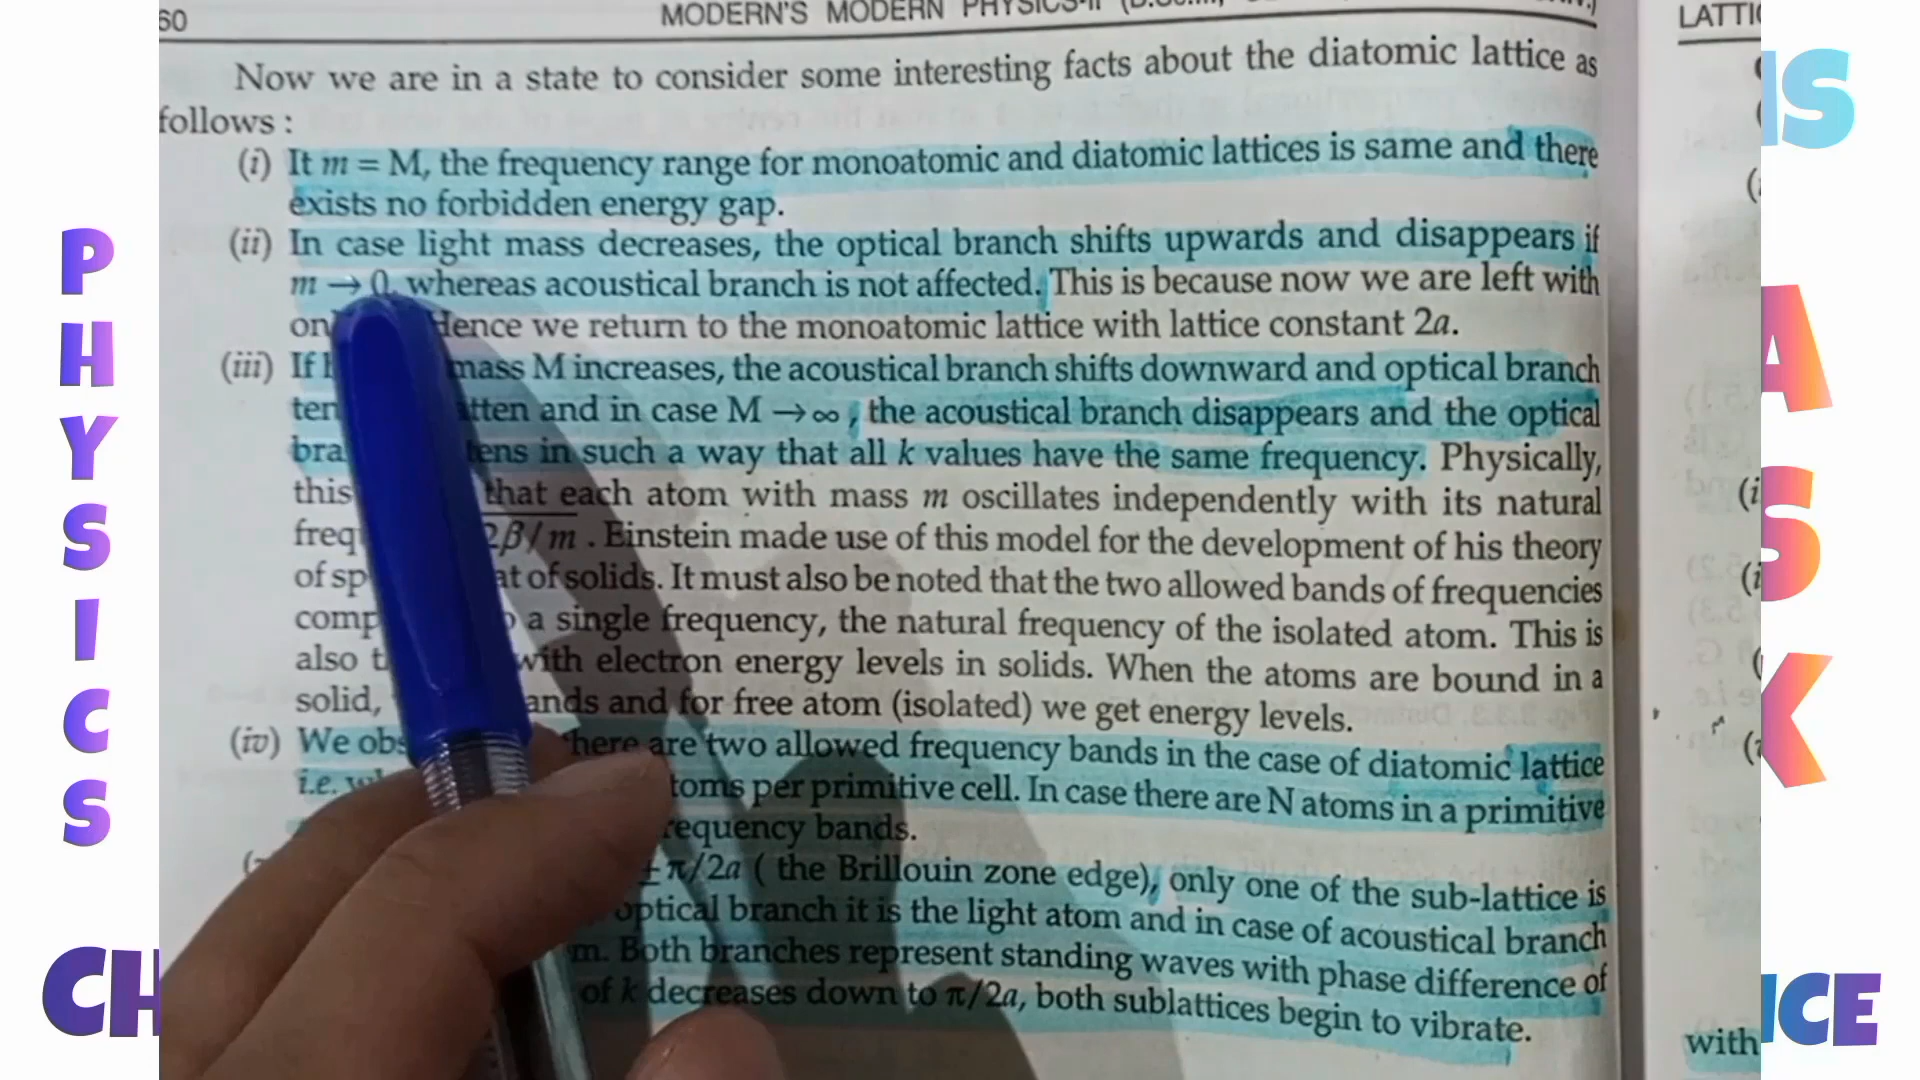 60
MODERN'S MODERN PHYSICS-II
LATTIC
Now we are in a state to consider some interesting facts about the diatomic lattice as
follows :
(i) It m = M, the frequency range for monoatomic and diatomic lattices is same and there
exists no forbidden energy gap.
(ii) In case light mass decreases, the optical branch shifts upwards and disappears if
m → 0, whereas acoustical branch is not affected. This is because now we are left with
on Hence we return to the monoatomic lattice with lattice constant 2a.
(iii) If mass M increases, the acoustical branch shifts downward and optical branch
ten atten and in case M → ∞ , the acoustical branch disappears and the optical
bra tens in such a way that all k values have the same frequency. Physically,
this that each atom with mass m oscillates independently with its natural
freq 2β/m . Einstein made use of this model for the development of his theory
of sp at of solids. It must also be noted that the two allowed bands of frequencies
comp a single frequency, the natural frequency of the isolated atom. This is
also t with electron energy levels in solids. When the atoms are bound in a
solid, ands and for free atom (isolated) we get energy levels.
(iv) We obs here are two allowed frequency bands in the case of diatomic lattice
i.e. toms per primitive cell. In case there are N atoms in a primitive
requency bands.
±π/2a ( the Brillouin zone edge), only one of the sub-lattice is
optical branch it is the light atom and in case of acoustical branch
m. Both branches represent standing waves with phase difference of
of k decreases down to π/2a, both sublattices begin to vibrate.
with
PHYSICS
NS
ASK
CH
ICE